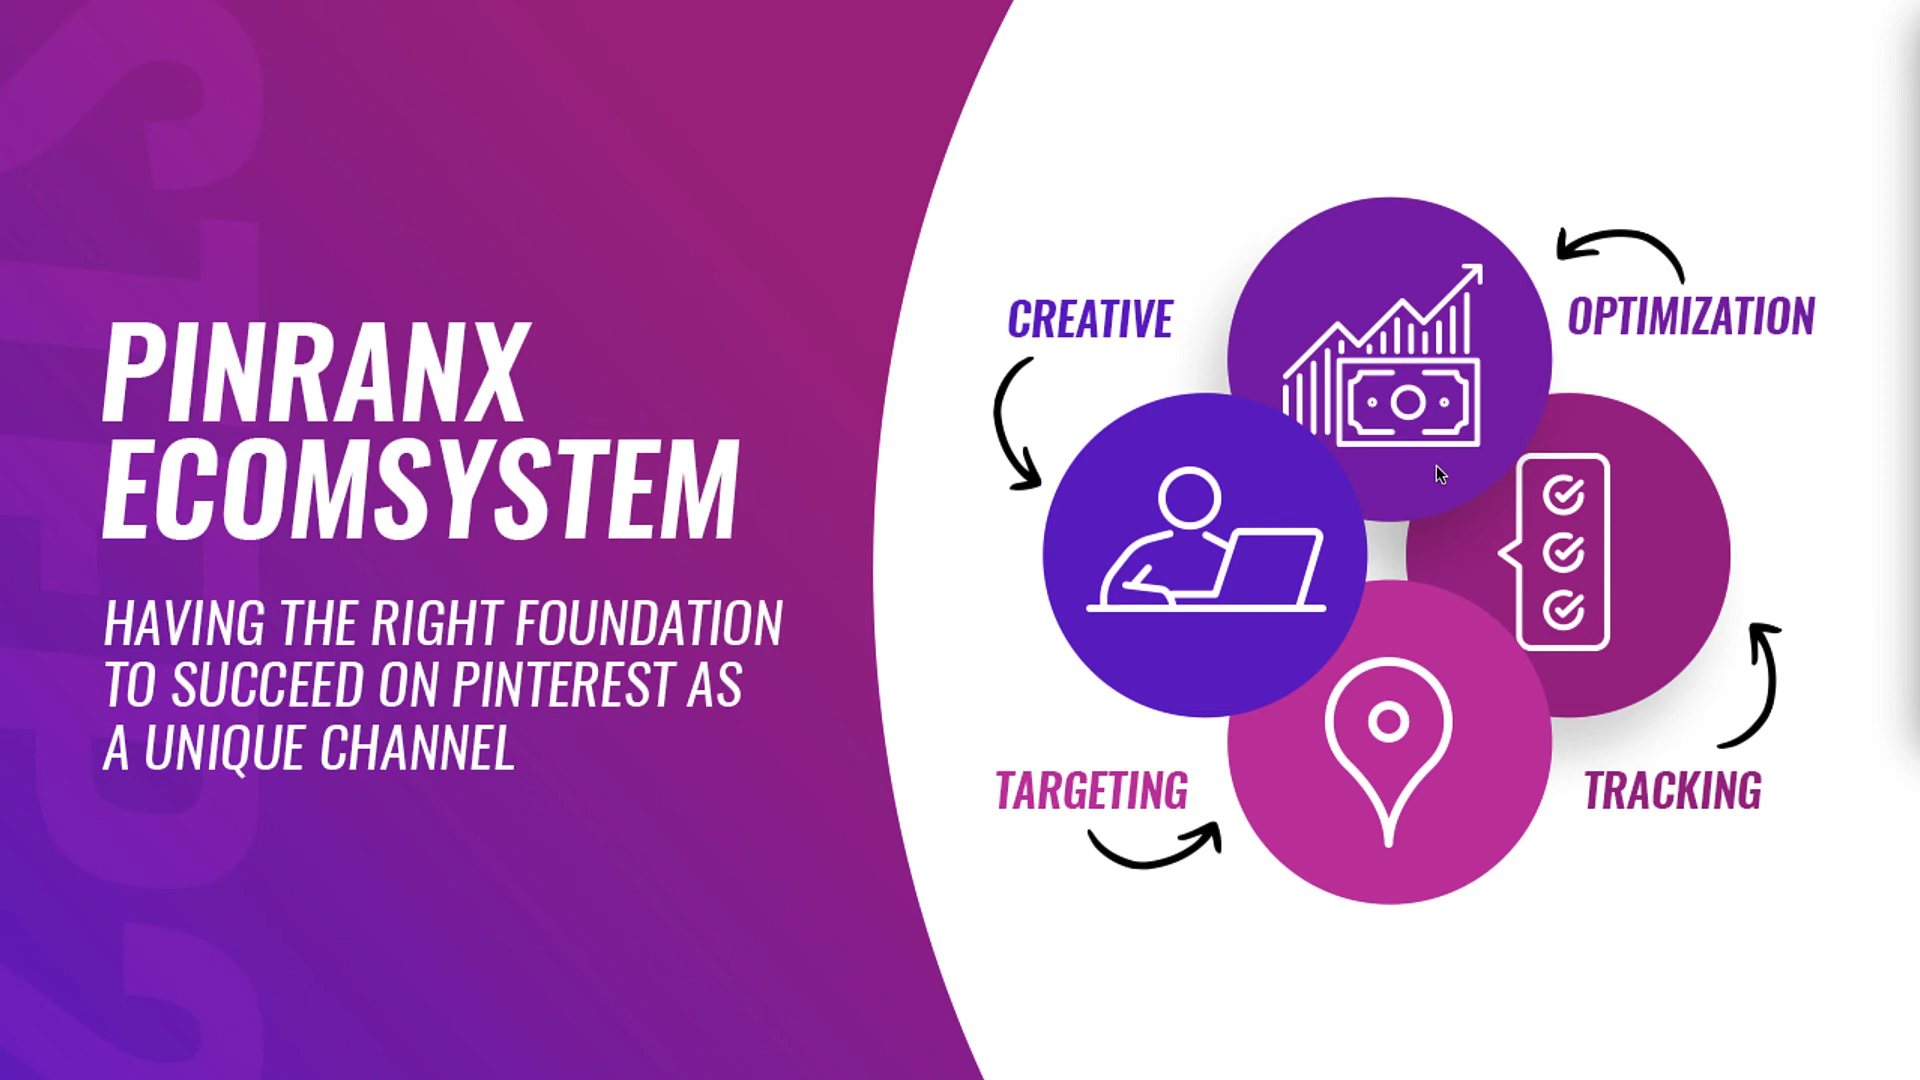 PINRANX
ECOMSYSTEM
HAVING THE RIGHT FOUNDATION
TO SUCCEED ON PINTEREST AS
A UNIQUE CHANNEL
CREATIVE
OPTIMIZATION
TARGETING
TRACKING